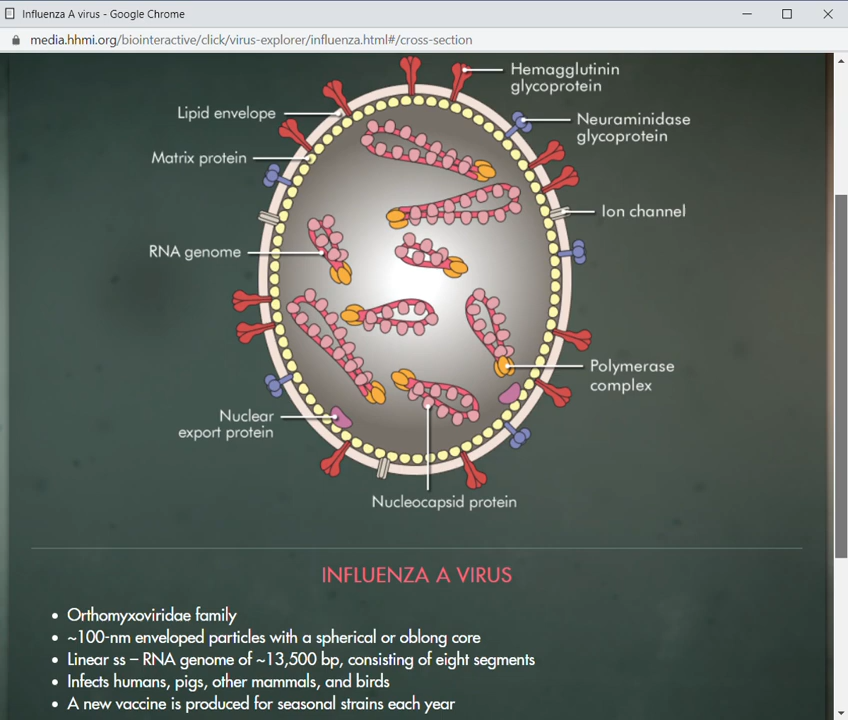 Influenza A virus - Google Chrome
media.hhmi.org/biointeractive/click/virus-explorer/influenza.html#/cross-section
Hemagglutinin
glycoprotein
Lipid envelope
Neuraminidase
glycoprotein
Matrix protein
Ion channel
RNA genome
Polymerase
complex
Nuclear
export protein
Nucleocapsid protein
INFLUENZA A VIRUS
• Orthomyxoviridae family
• ~100-nm enveloped particles with a spherical or oblong core
• Linear ss – RNA genome of ~13,500 bp, consisting of eight segments
• Infects humans, pigs, other mammals, and birds
• A new vaccine is produced for seasonal strains each year